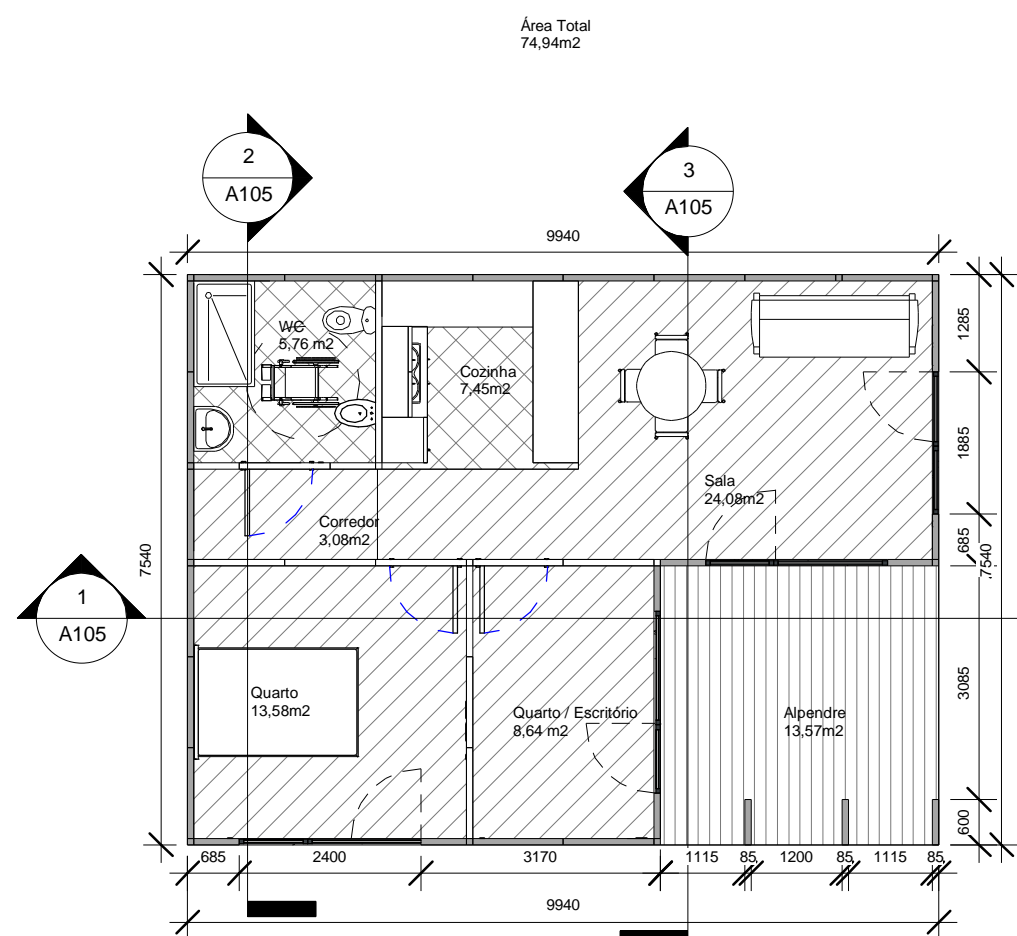 Área Total
74,94m2
2
A105
3
A105
9940
WC
5,76 m2
Cozinha
7,45m2
1285
1885
Sala
24,08m2
Corredor
3,08m2
7540
685
7540
1
A105
Quarto
13,58m2
Quarto / Escritório
8,64 m2
Alpendre
13,57m2
3085
600
685
2400
3170
1115
85
1200
85
1115
85
9940